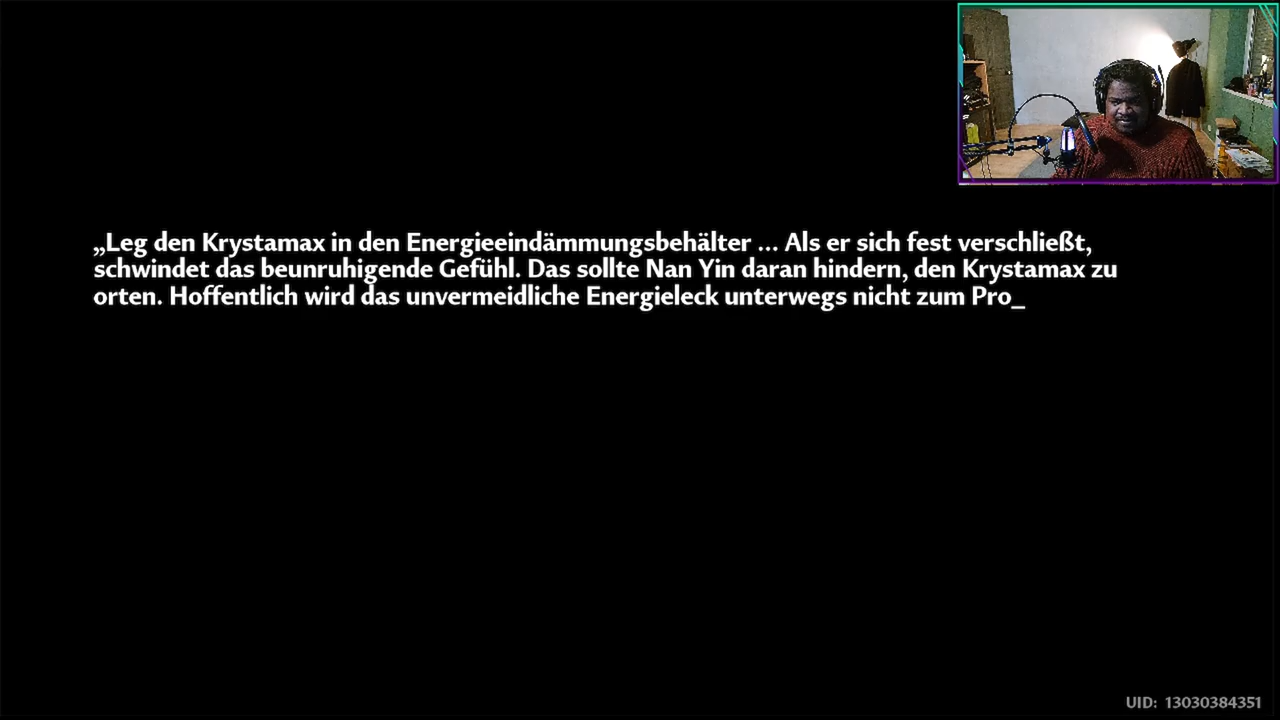 „Leg den Krystamax in den Energieeindämmungsbehälter ... Als er sich fest verschließt,
schwindet das beunruhigende Gefühl. Das sollte Nan Yin daran hindern, den Krystamax zu
orten. Hoffentlich wird das unvermeidliche Energieleck unterwegs nicht zum Pro_
UID: 13030384351